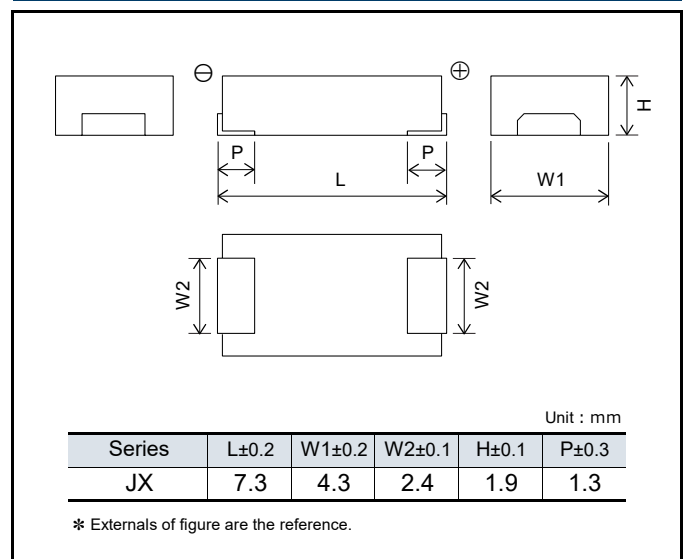 ⊖ ⊕
H
P P
L W1
W2 W2
Unit : mm
Series L±0.2 W1±0.2 W2±0.1 H±0.1 P±0.3
JX 7.3 4.3 2.4 1.9 1.3
✻ Externals of figure are the reference.